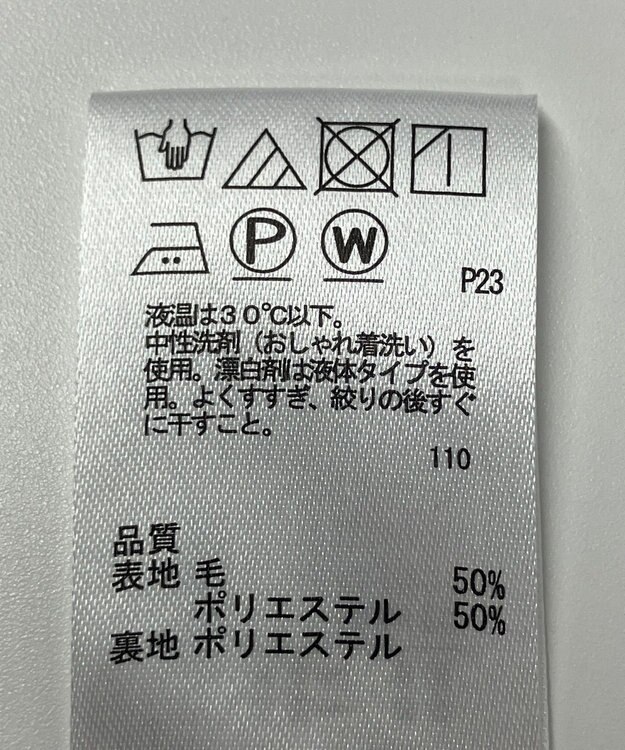 P W
P23
液温は30℃以下。
中性洗剤（おしゃれ着洗い）を
使用。漂白剤は液体タイプを使
用。よくすすぎ、絞りの後すぐ
に干すこと。
110
品質
表地 毛 50%
ポリエステル 50%
裏地 ポリエステル